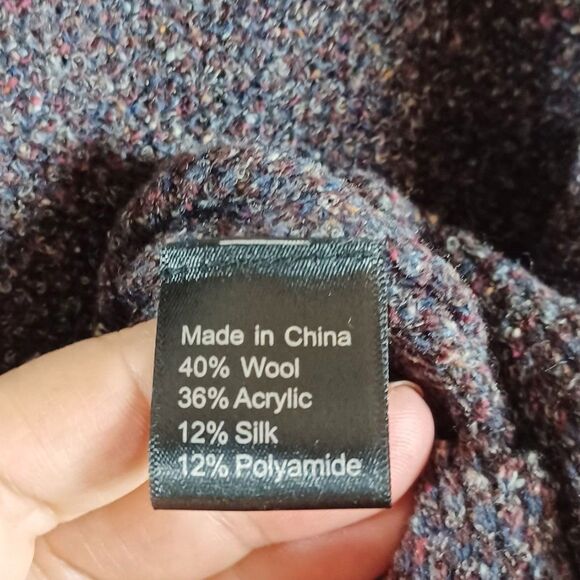 Made in China
40% Wool
36% Acrylic
12% Silk
12% Polyamide